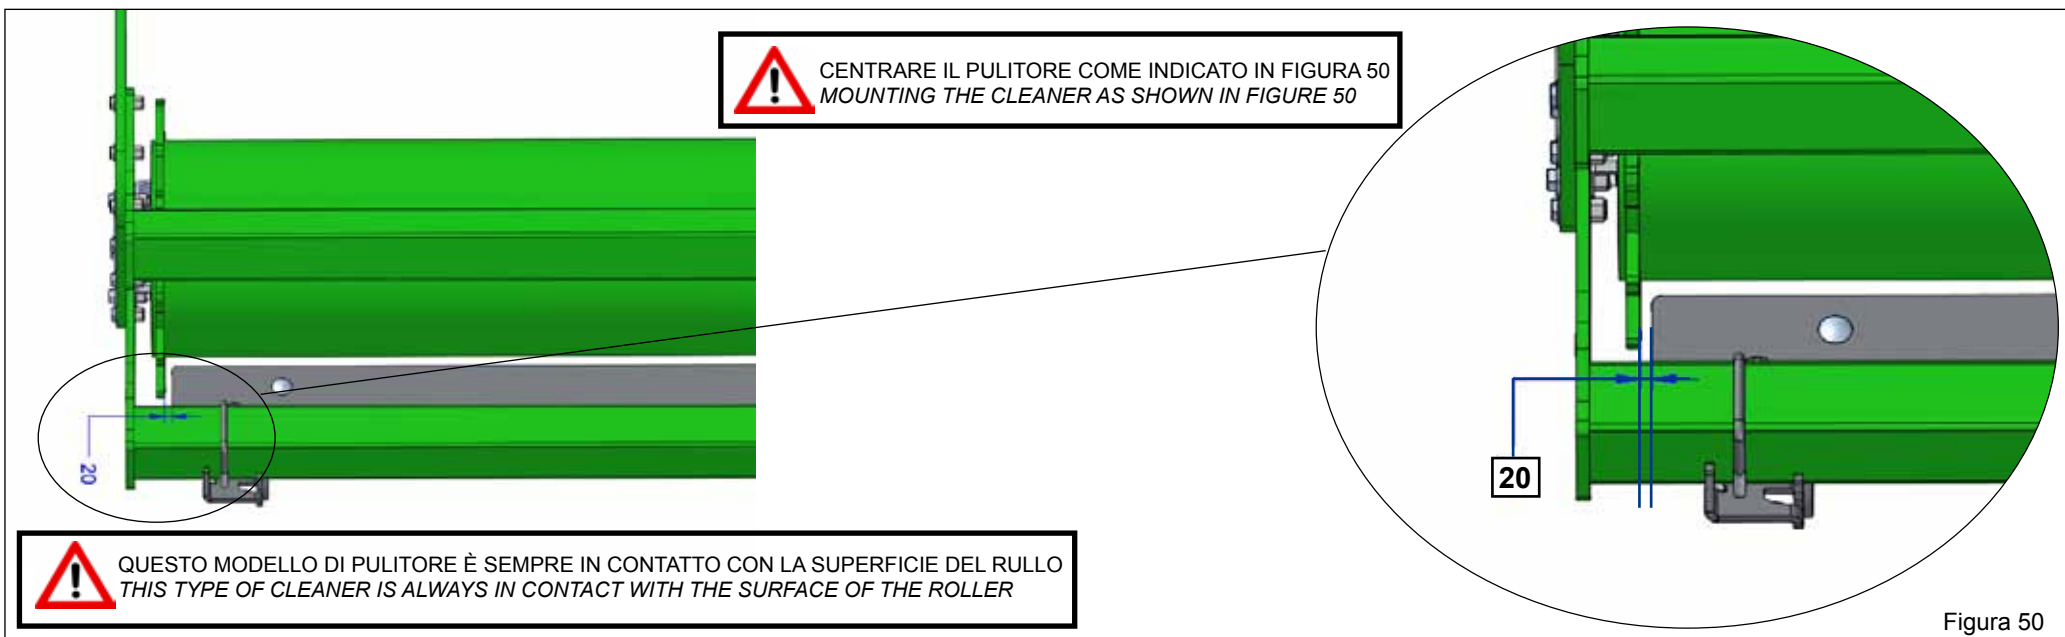 CENTRARE IL PULITORE COME INDICATO IN FIGURA 50
MOUNTING THE CLEANER AS SHOWN IN FIGURE 50
20
20
QUESTO MODELLO DI PULITORE È SEMPRE IN CONTATTO CON LA SUPERFICIE DEL RULLO
THIS TYPE OF CLEANER IS ALWAYS IN CONTACT WITH THE SURFACE OF THE ROLLER
Figura 50